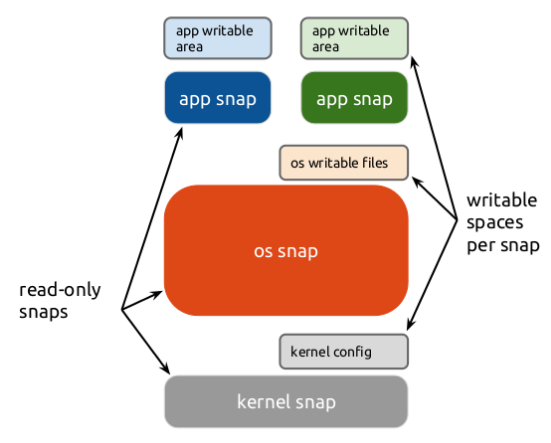 app writable
area
app writable
area
app snap
app snap
os writable files
writable
spaces
per snap
os snap
read-only
snaps
kernel config
kernel snap